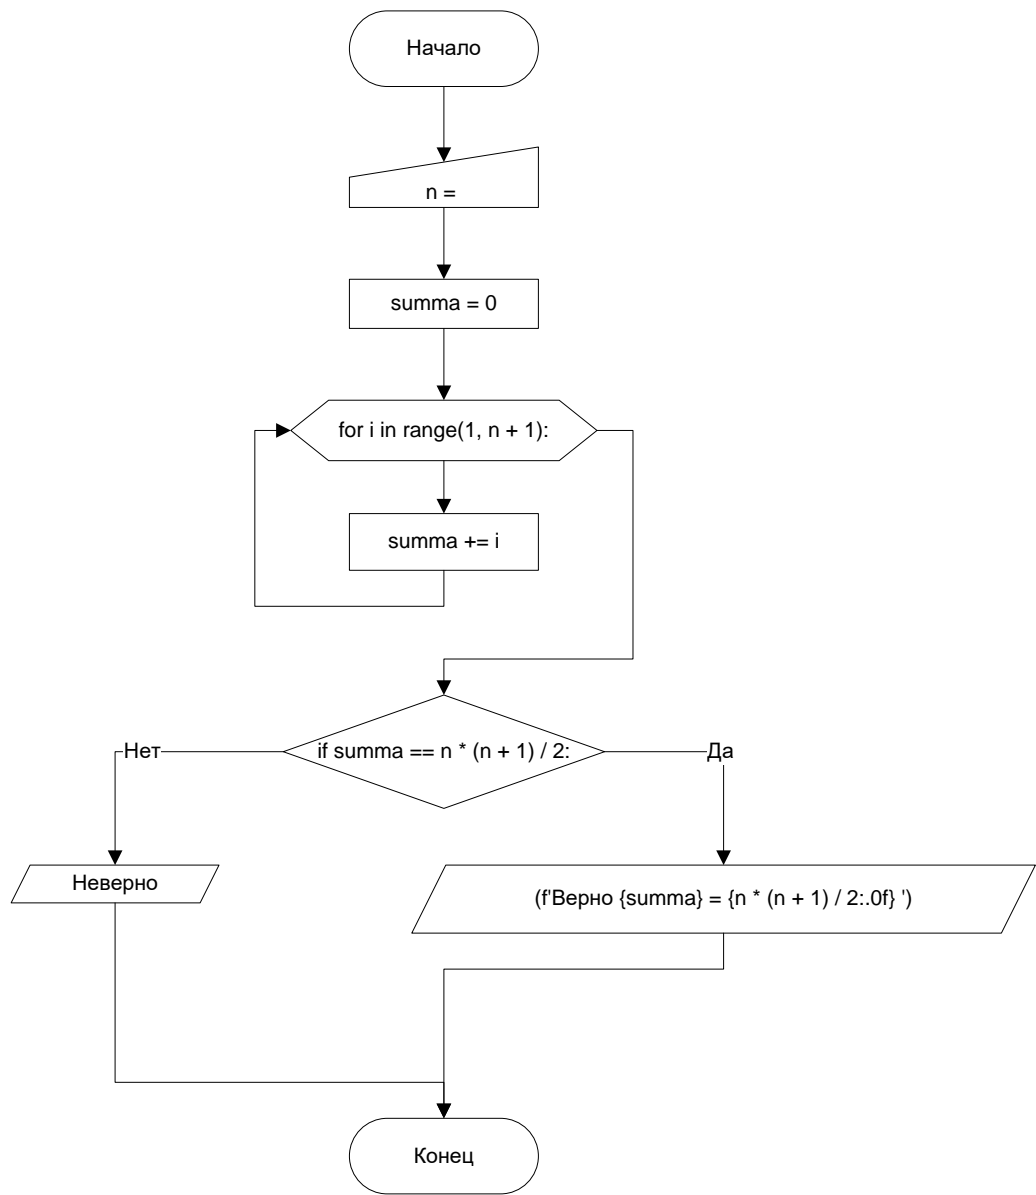 Начало
n =
summa = 0
for i in range(1, n + 1):
summa += i
if summa == n * (n + 1) / 2:
Нет
Да
Неверно
(f'Верно {summa} = {n * (n + 1) / 2:.0f} ')
Конец